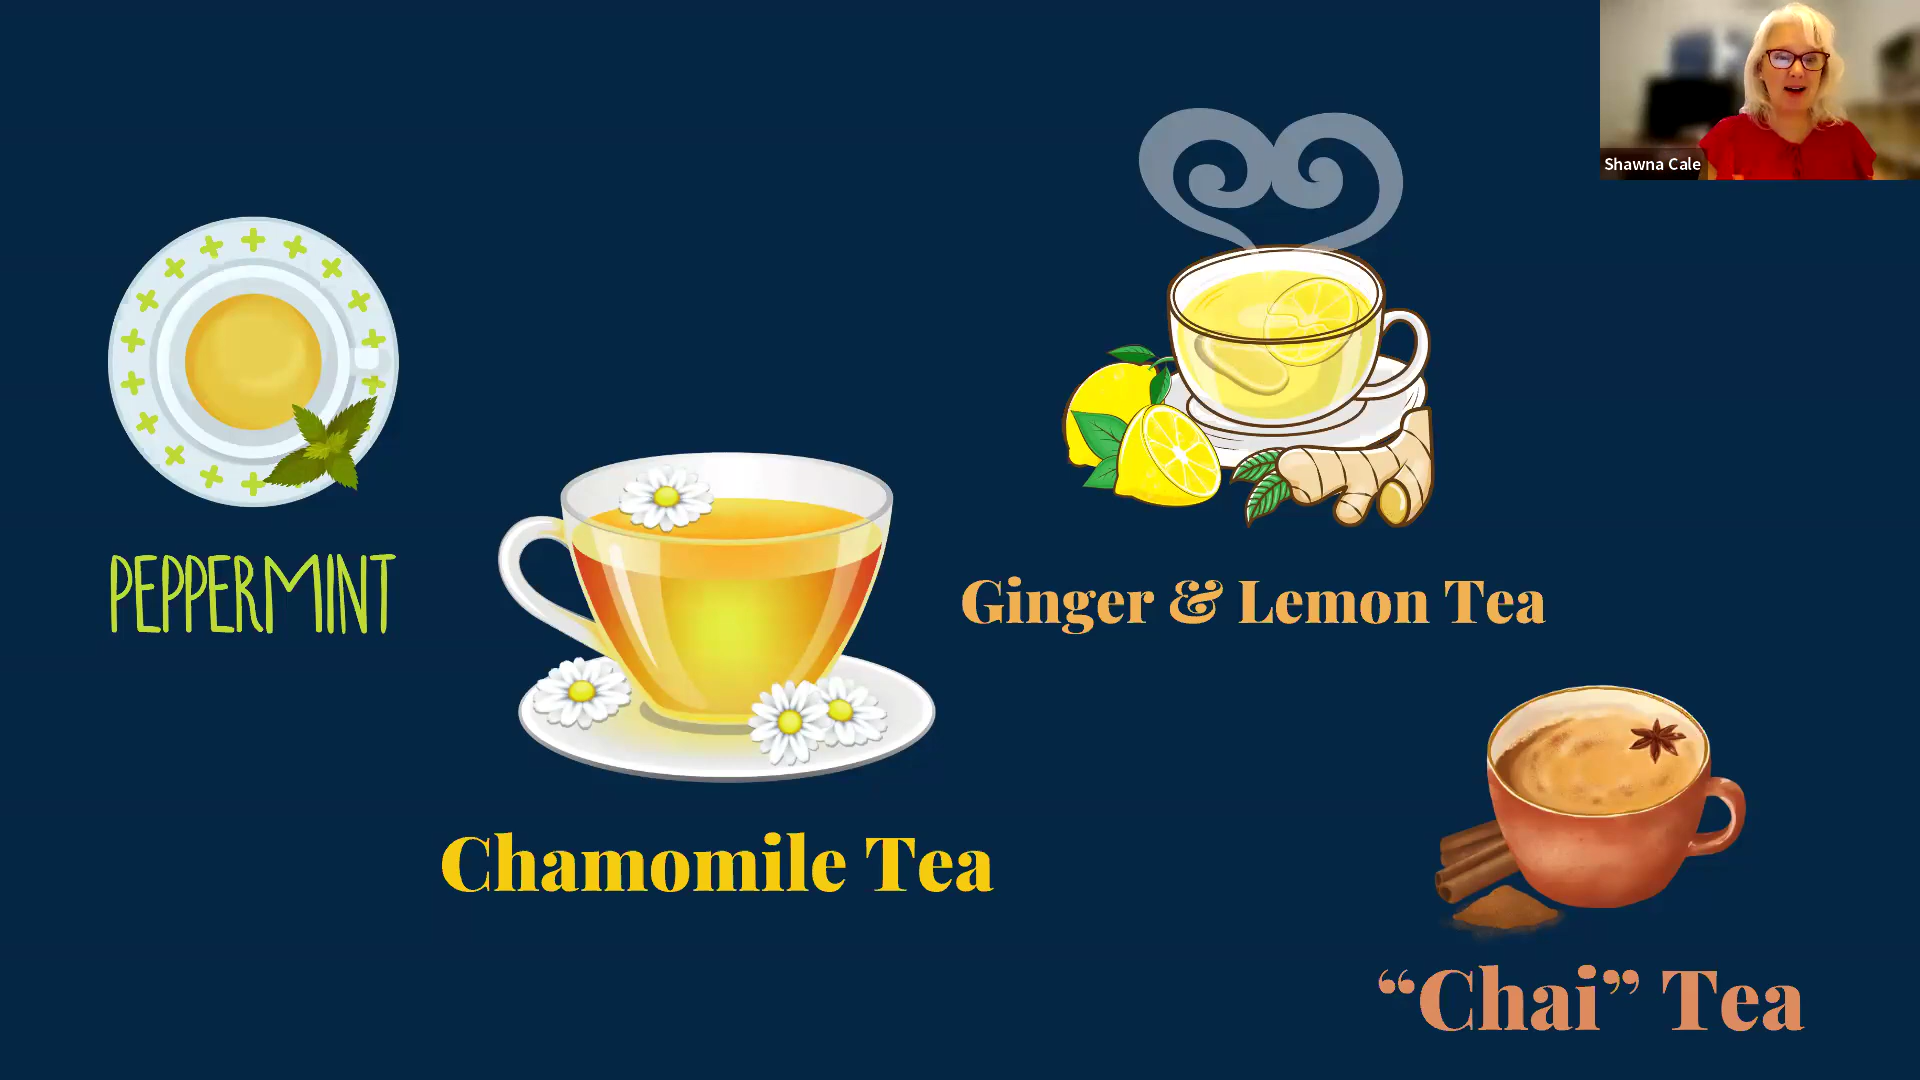 Shawna Cale
PEPPERMINT
Ginger & Lemon Tea
Chamomile Tea
“Chai” Tea